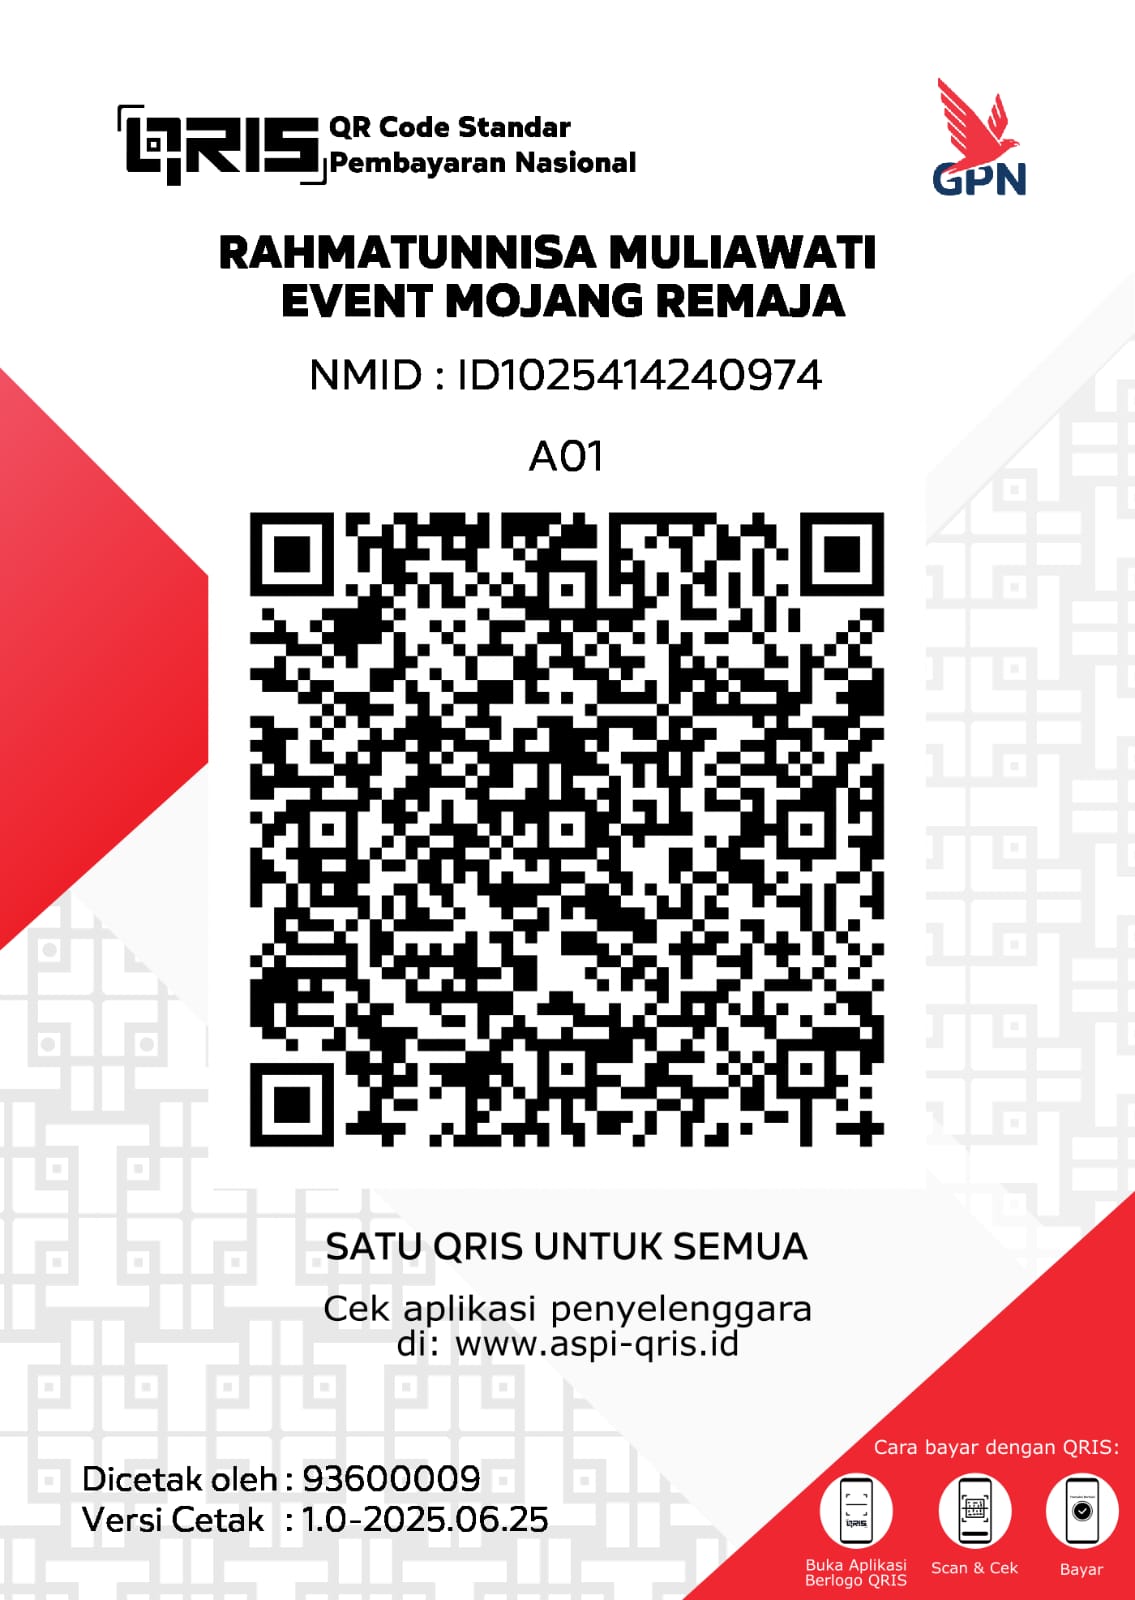 QRIS
QR Code Standar
Pembayaran Nasional
GPN
RAHMATUNNISA MULIAWATI
EVENT MOJANG REMAJA
NMID : ID1025414240974
A01
SATU QRIS UNTUK SEMUA
Cek aplikasi penyelenggara
di: www.aspi-qris.id
Dicetak oleh : 93600009
Versi Cetak : 1.0-2025.06.25
Cara bayar dengan QRIS:
QRIS
Buka Aplikasi
Berlogo QRIS
Scan & Cek
Bayar